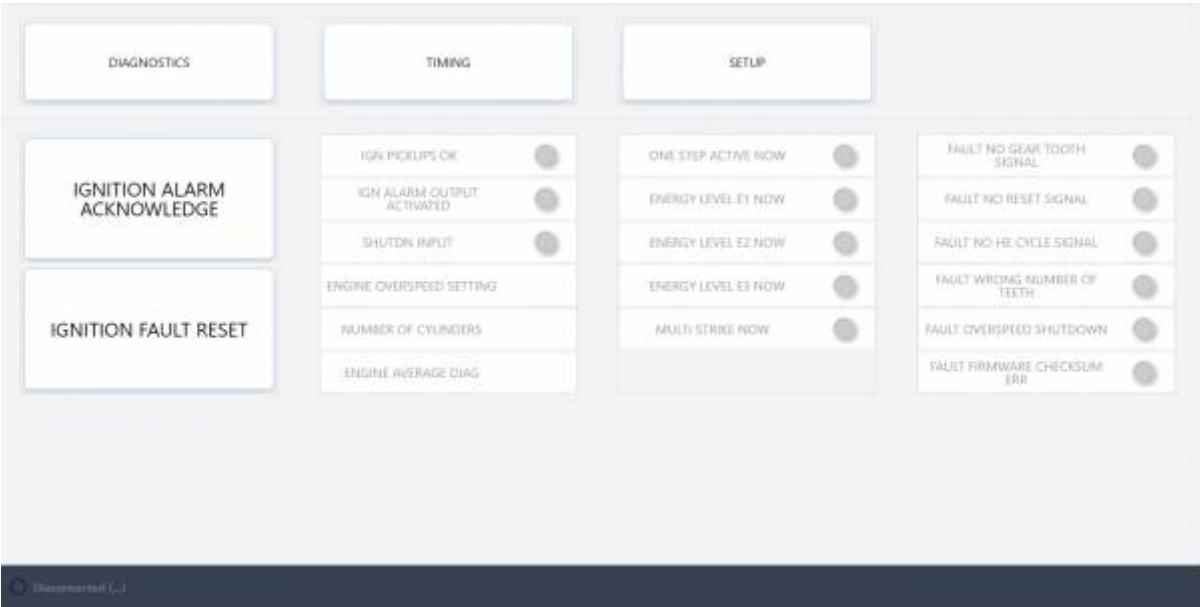 DIAGNOSTICS
TIMING
SETUP
IGNITION ALARM
ACKNOWLEDGE
IGNITION FAULT RESET
IGN PICKUPS OK
IGN ALARM OUTPUT
ACTIVATED
SHUTDN INPUT
ENGINE OVERSPEED SETTING
NUMBER OF CYLINDERS
ENGINE AVERAGE DIAG
ONE STEP ACTIVE NOW
ENERGY LEVEL E1 NOW
ENERGY LEVEL E2 NOW
ENERGY LEVEL E3 NOW
MULTI STRIKE NOW
FAULT NO GEAR TOOTH
SIGNAL
FAULT NO RESET SIGNAL
FAULT NO HE CYCLE SIGNAL
FAULT WRONG NUMBER OF
TEETH
FAULT OVERSPEED SHUTDOWN
FAULT FIRMWARE CHECKSUM
ERR
Disconnected (...)